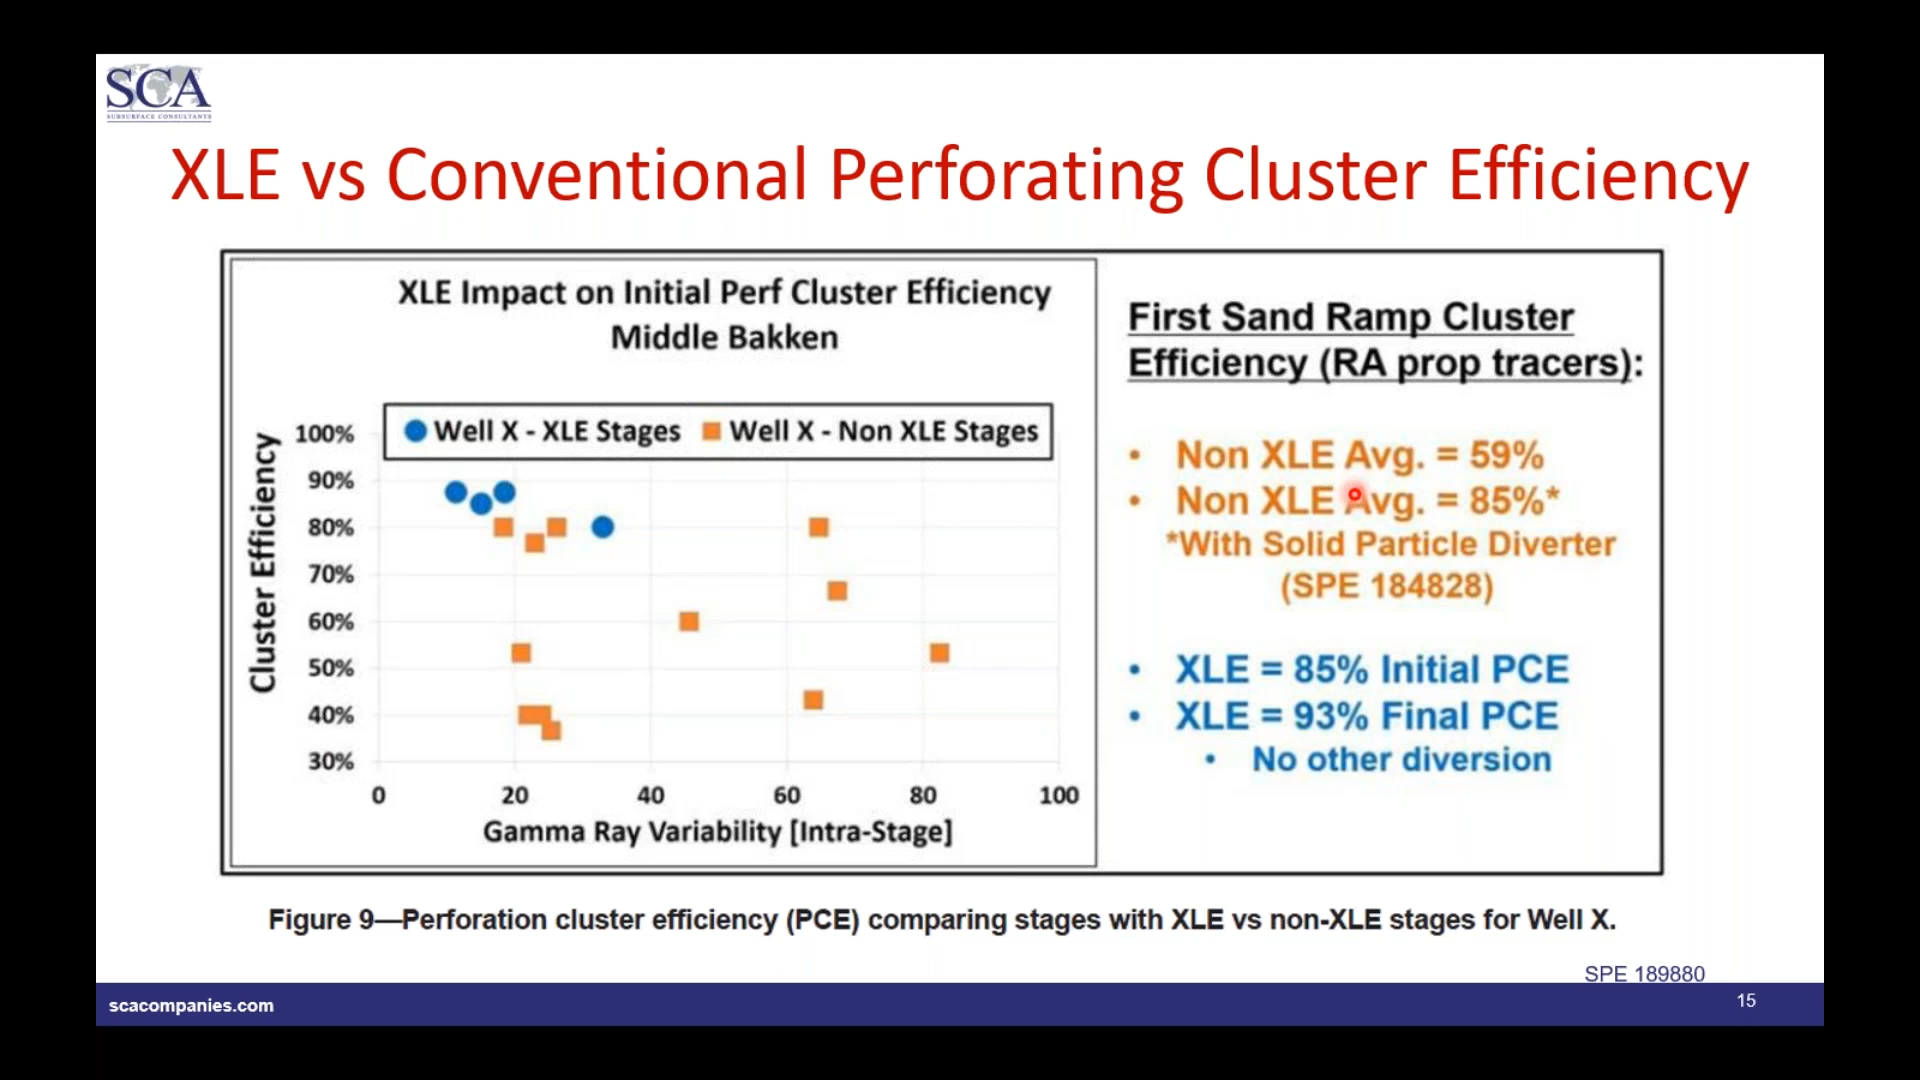 SCA
SUBSURFACE CONSULTANTS
XLE vs Conventional Perforating Cluster Efficiency
XLE Impact on Initial Perf Cluster Efficiency
Middle Bakken
Well X - XLE Stages
Well X - Non XLE Stages
Cluster Efficiency
100%
90%
80%
70%
60%
50%
40%
30%
0 20 40 60 80 100
Gamma Ray Variability [Intra-Stage]
First Sand Ramp Cluster
Efficiency (RA prop tracers):
• Non XLE Avg. = 59%
• Non XLE Avg. = 85%*
*With Solid Particle Diverter
(SPE 184828)
• XLE = 85% Initial PCE
• XLE = 93% Final PCE
• No other diversion
Figure 9—Perforation cluster efficiency (PCE) comparing stages with XLE vs non-XLE stages for Well X.
SPE 189880
scacompanies.com
15